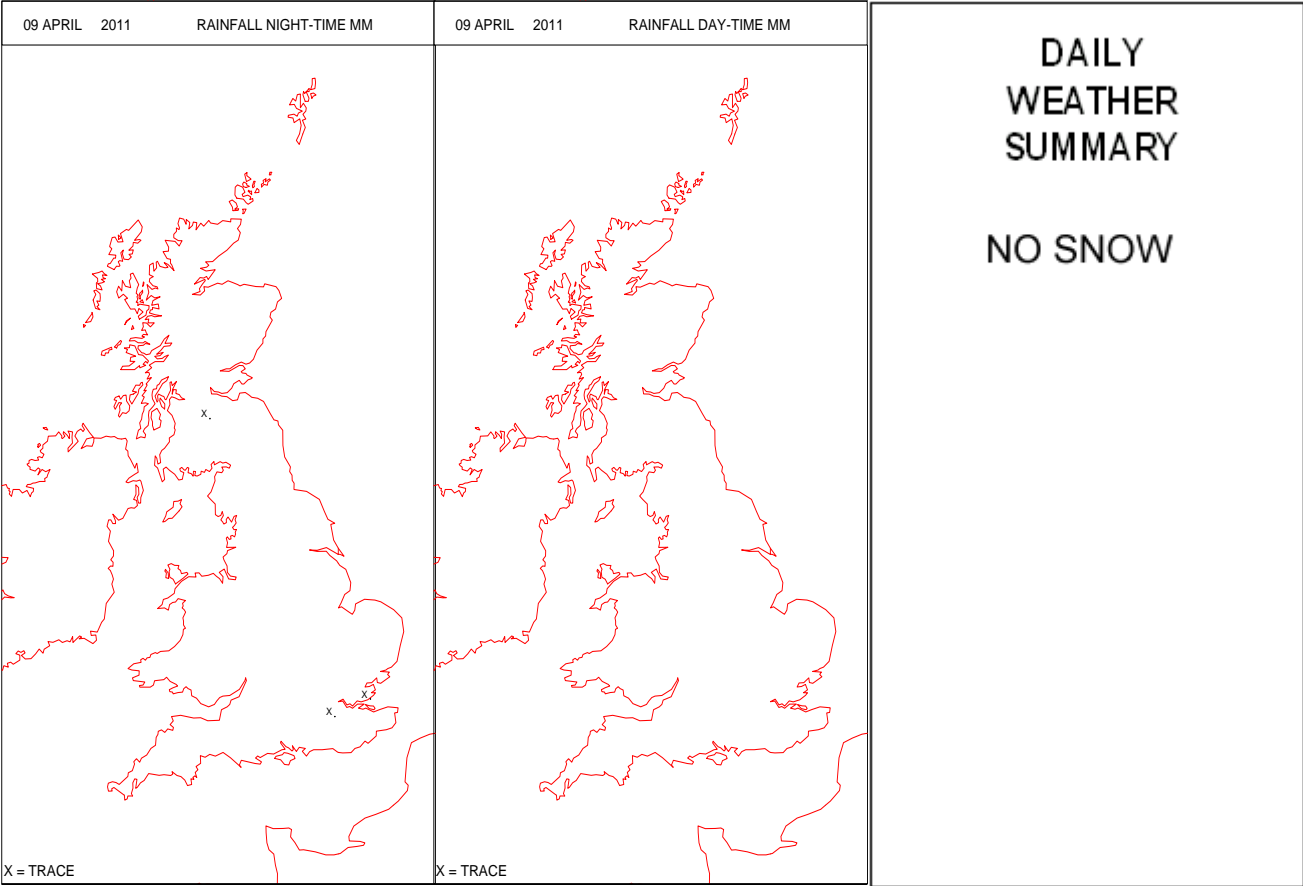 09 APRIL 2011 RAINFALL NIGHT-TIME MM
X
X
X
X = TRACE
09 APRIL 2011 RAINFALL DAY-TIME MM
X = TRACE
DAILY
WEATHER
SUMMARY
NO SNOW